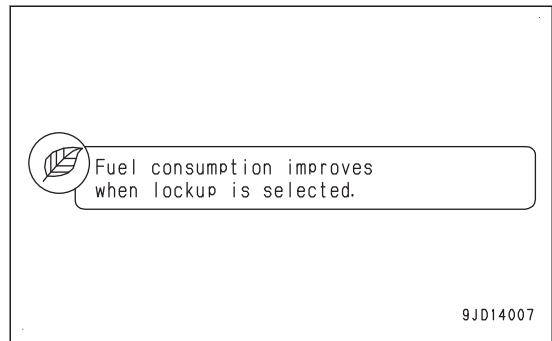 Fuel consumption improves
when lockup is selected.
9JD14007